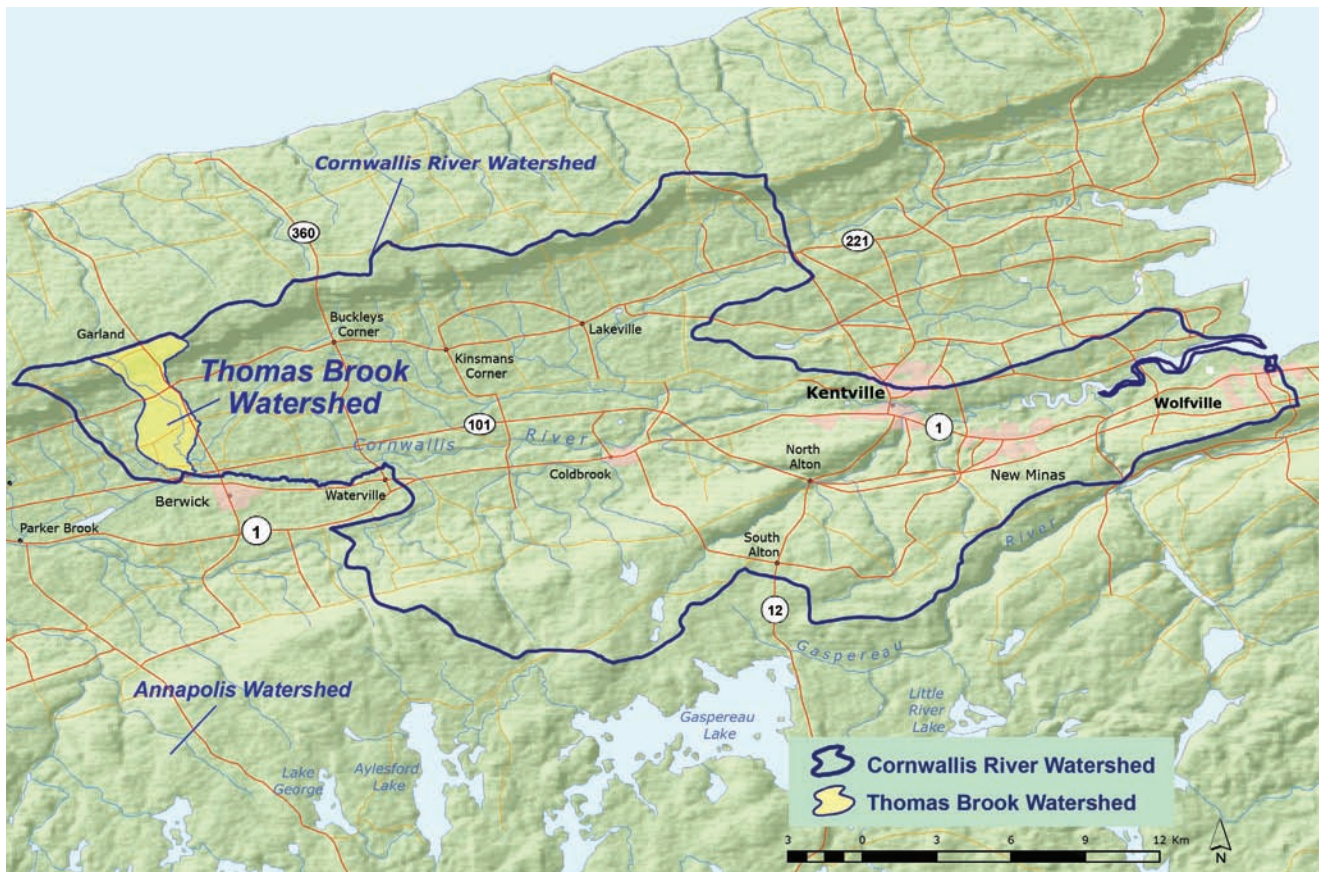 Cornwallis River Watershed
360
221
Garland
Buckleys
Corner
Lakeville
Kinsmans
Corner
Thomas Brook
Watershed
Kentville
Wolfville
101
Cornwallis River
1
North
Alton
Coldbrook
New Minas
Waterville
Berwick
Parker Brook
1
South
Alton
River
12
Gaspereau
Annapolis Watershed
Little
River
Lake
Gaspereau
Lake
Lake
George
Aylesford
Lake
Cornwallis River Watershed
Thomas Brook Watershed
3 0 3 6 9 12 Km
N